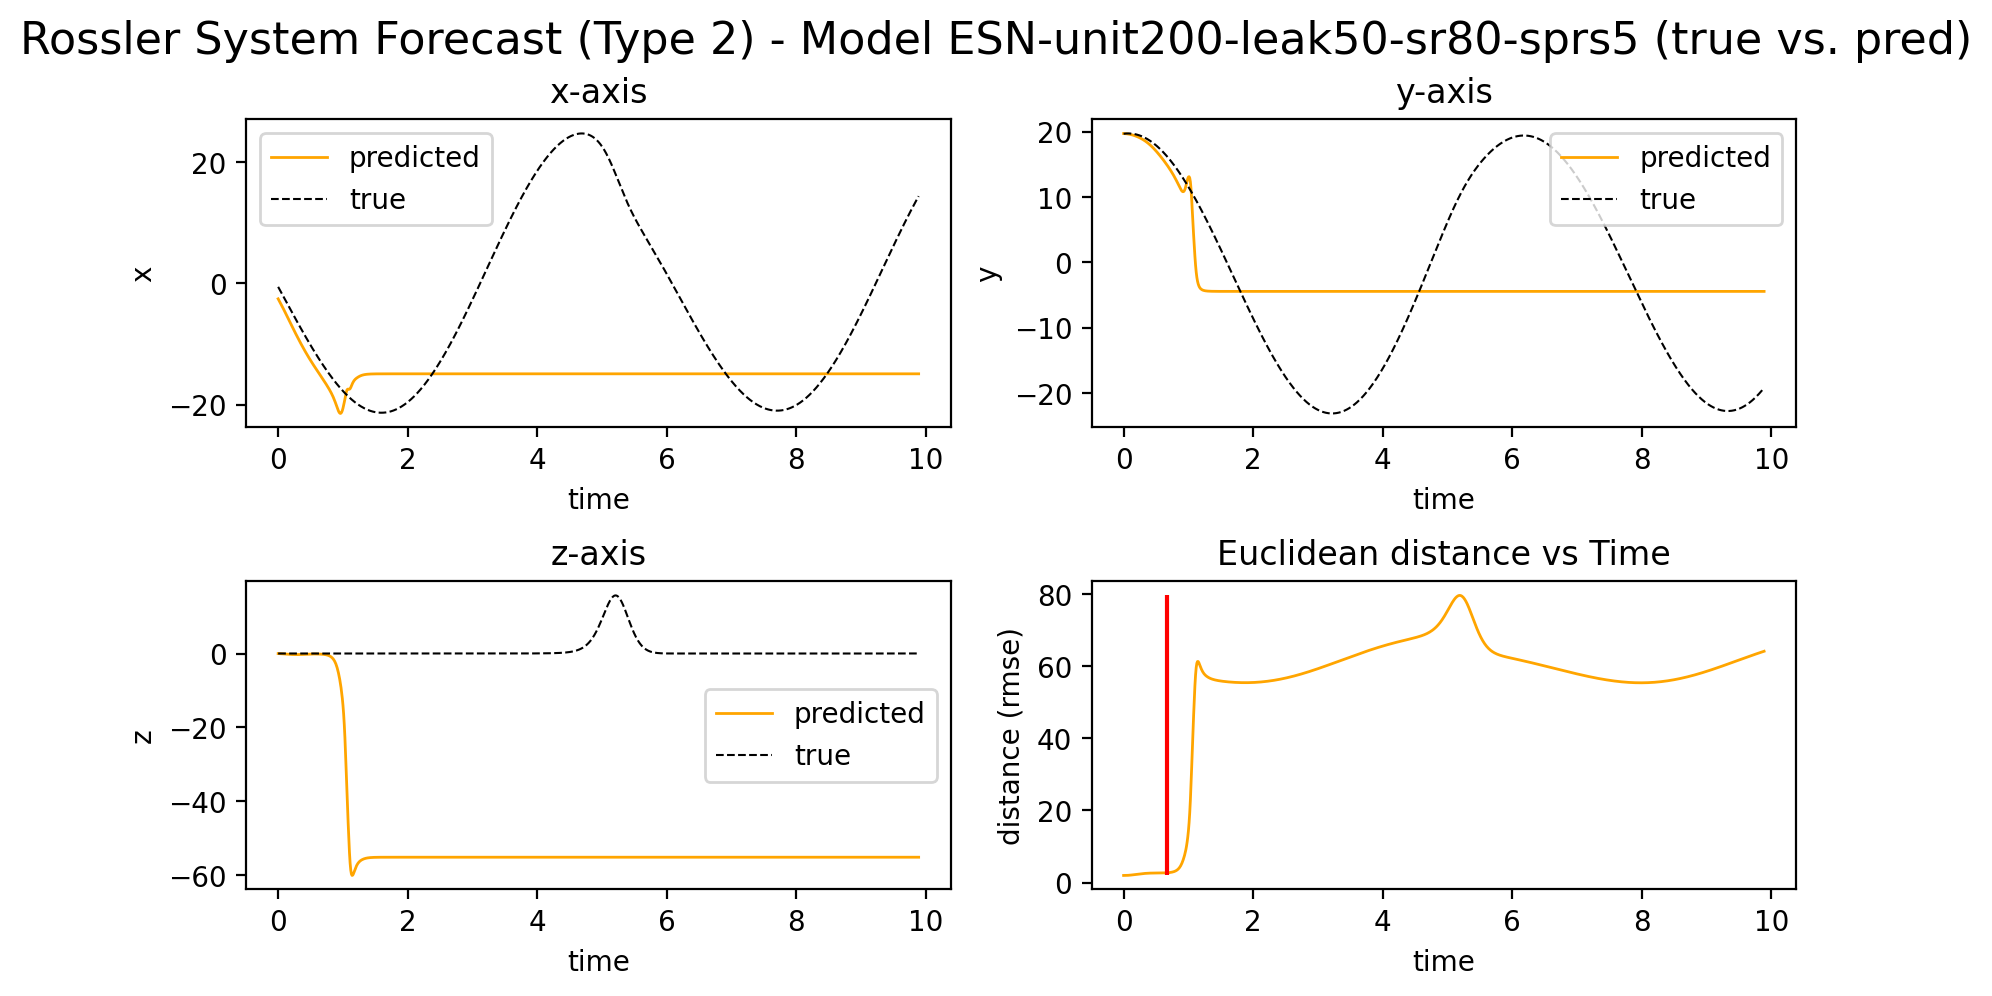 Rossler System Forecast (Type 2) - Model ESN-unit200-leak50-sr80-sprs5 (true vs. pred)
x-axis
predicted
true
20
0
−20
x
0 2 4 6 8 10
time
y-axis
predicted
true
20
10
0
−10
−20
y
0 2 4 6 8 10
time
z-axis
predicted
true
0
−20
−40
−60
z
0 2 4 6 8 10
time
Euclidean distance vs Time
80
60
40
20
0
distance (rmse)
0 2 4 6 8 10
time